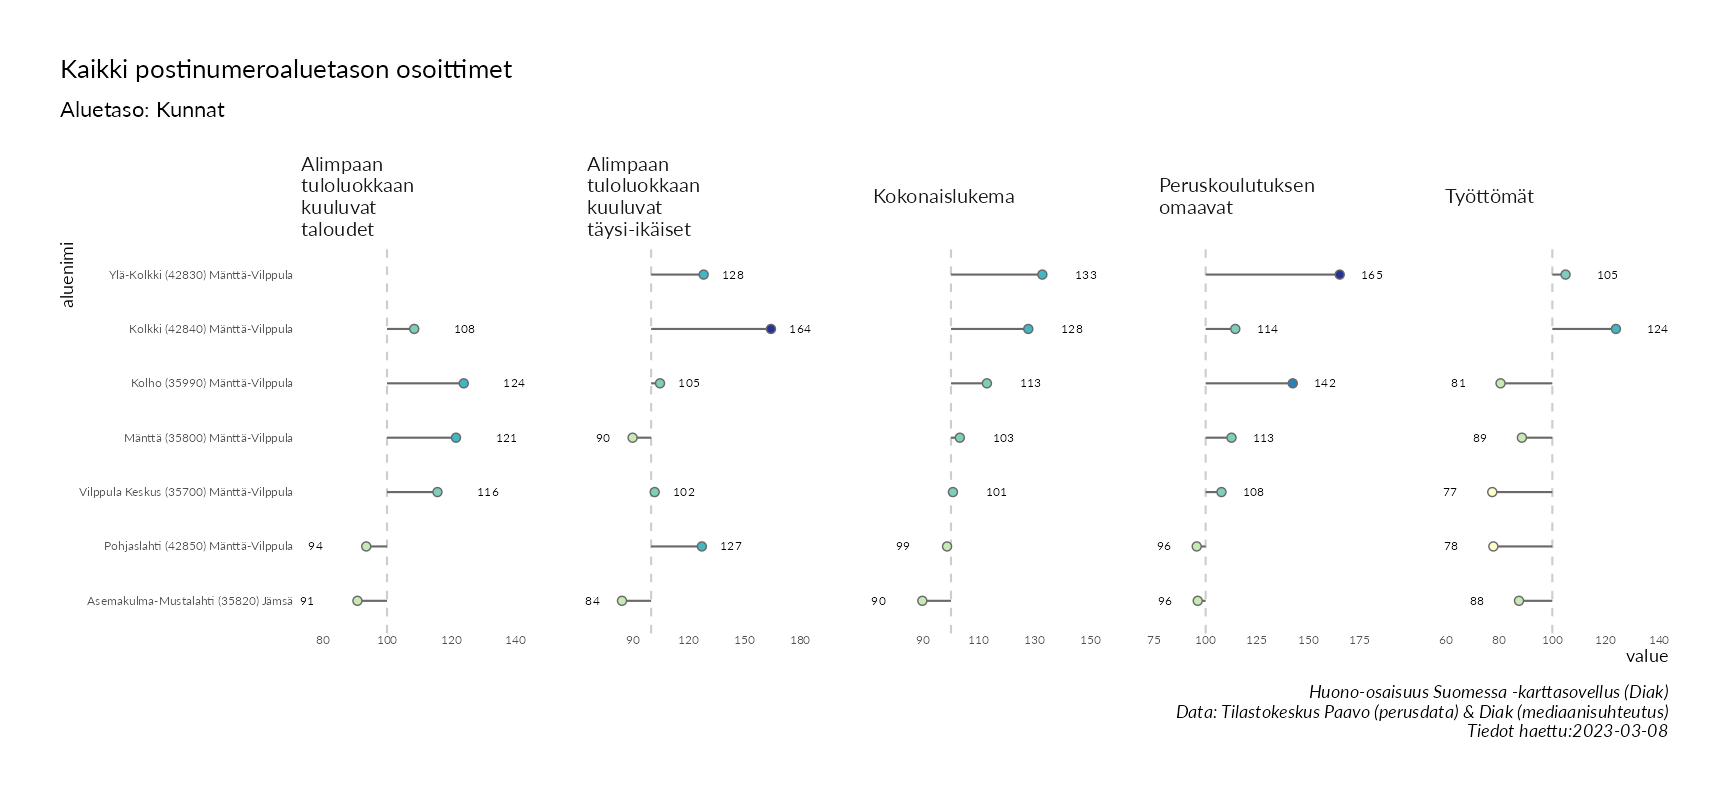 Kaikki postinumeroaluetason osoittimet
Aluetaso: Kunnat
Alimpaan
tuloluokkaan
kuuluvat
taloudet
Alimpaan
tuloluokkaan
kuuluvat
täysi-ikäiset
Kokonaislukema
Peruskoulutuksen
omaavat
Työttömät
aluenimi
Ylä-Kolkki (42830) Mänttä-Vilppula 128 133 165 105
Kolkki (42840) Mänttä-Vilppula 108 164 128 114 124
Kolho (35990) Mänttä-Vilppula 124 105 113 142 81
Mänttä (35800) Mänttä-Vilppula 121 90 103 113 89
Vilppula Keskus (35700) Mänttä-Vilppula 116 102 101 108 77
Pohjaslahti (42850) Mänttä-Vilppula 94 127 99 96 78
Asemakulma-Mustalahti (35820) Jämsä 91 84 90 96 88
80 100 120 140 90 120 150 180 90 110 130 150 75 100 125 150 175 60 80 100 120 140
value
Huono-osaisuus Suomessa -karttasovellus (Diak)
Data: Tilastokeskus Paavo (perusdata) & Diak (mediaanisuhteutus)
Tiedot haettu:2023-03-08